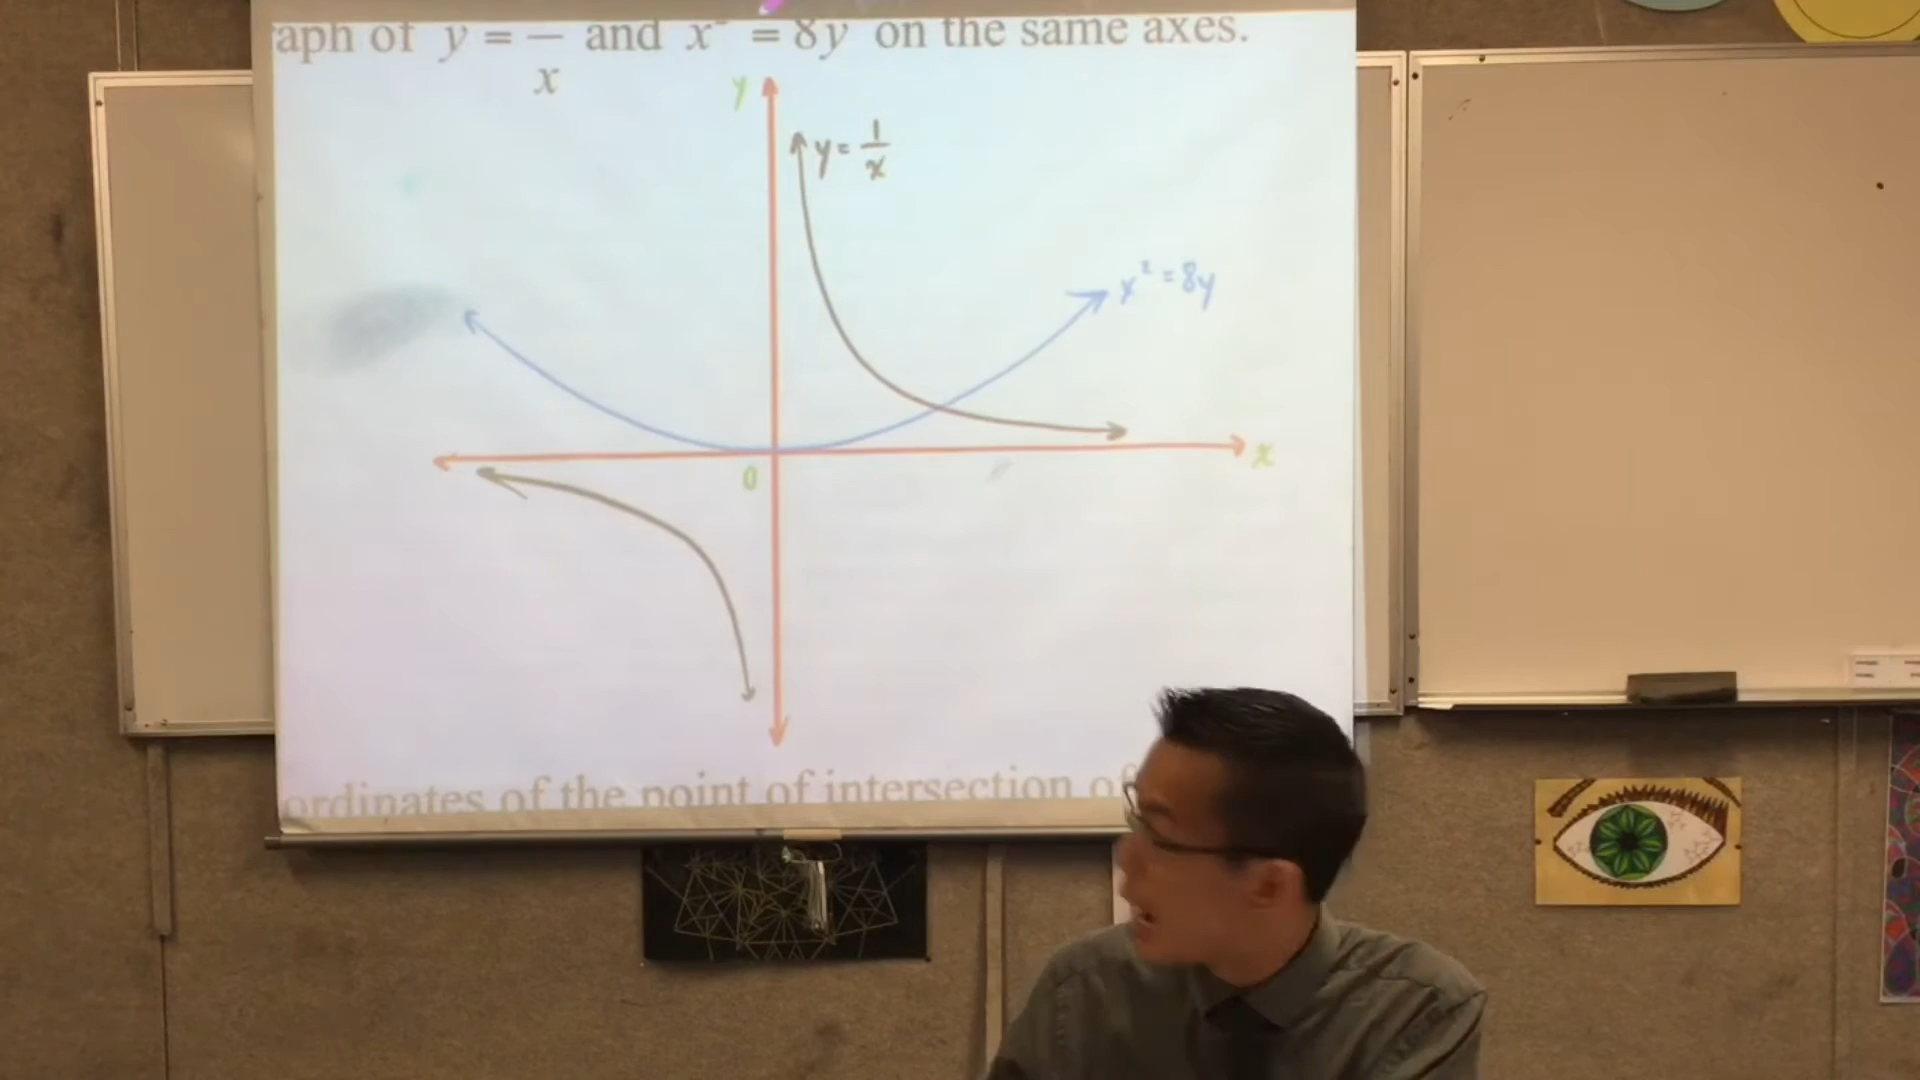 aph of y = — and x² = 8y on the same axes.
x
y
y = 1/x
x² = 8y
0
x
ordinates of the point of intersection of